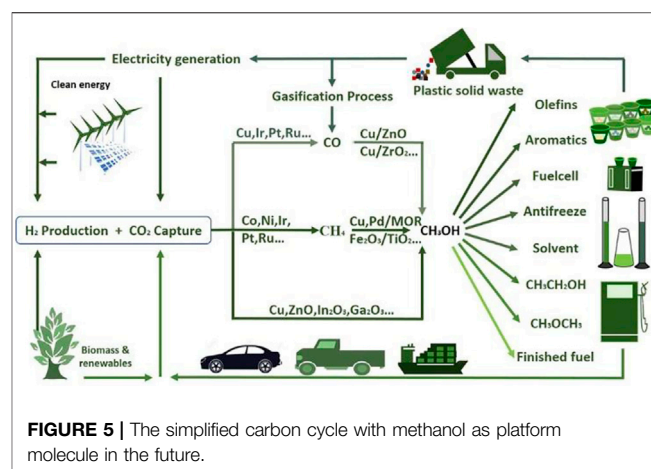 Electricity generation
Plastic solid waste
Clean energy
Gasification Process
Olefins
Cu,Ir,Pt,Ru...
CO
Cu/ZnO
Cu/ZrO₂...
Aromatics
Fuelcell
H₂ Production + CO₂ Capture
Co,Ni,Ir,
Pt,Ru...
CH₄
Cu,Pd/MOR
Fe₂O₃/TiO₂...
CH₃OH
Antifreeze
Solvent
CH₃CH₂OH
Cu,ZnO,In₂O₃,Ga₂O₃...
CH₃OCH₃
Biomass &
renewables
Finished fuel
FIGURE 5 | The simplified carbon cycle with methanol as platform
molecule in the future.